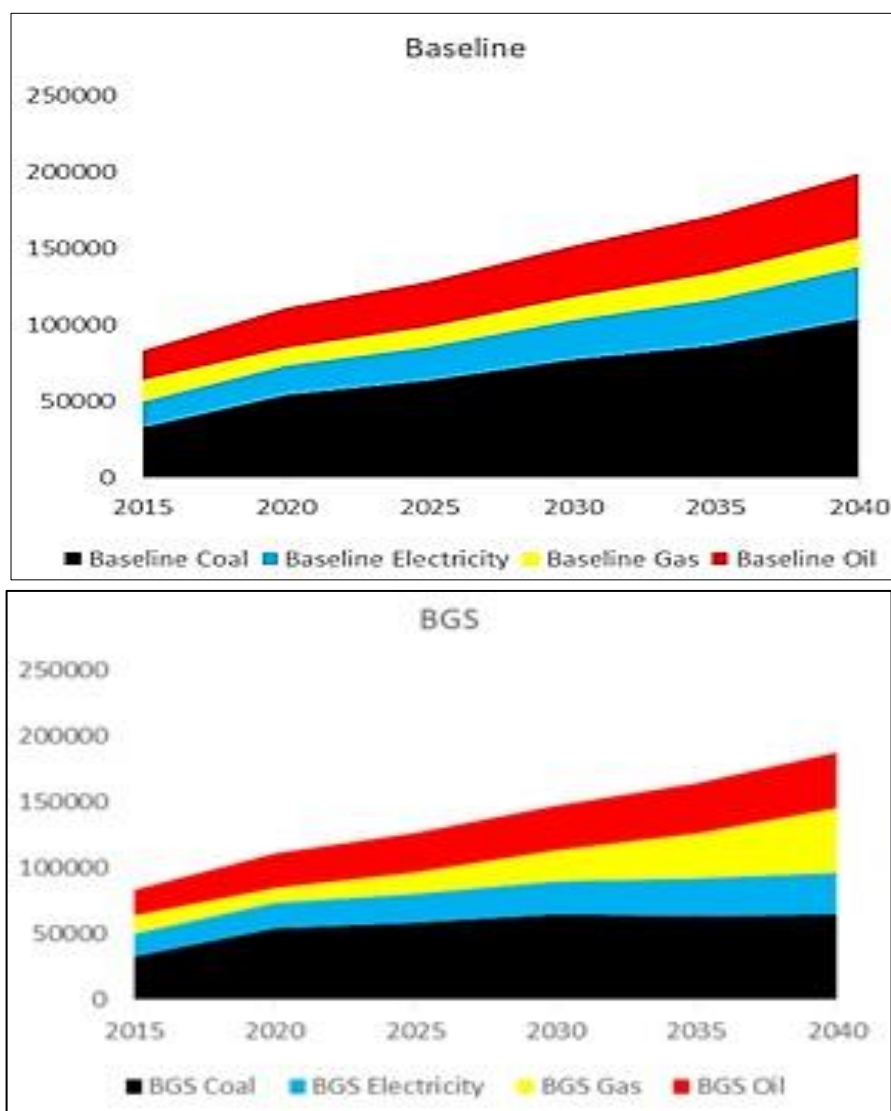 Baseline
250000
200000
150000
100000
50000
0
2015 2020 2025 2030 2035 2040
Baseline Coal Baseline Electricity Baseline Gas Baseline Oil
BGS
250000
200000
150000
100000
50000
0
2015 2020 2025 2030 2035 2040
BGS Coal BGS Electricity BGS Gas BGS Oil